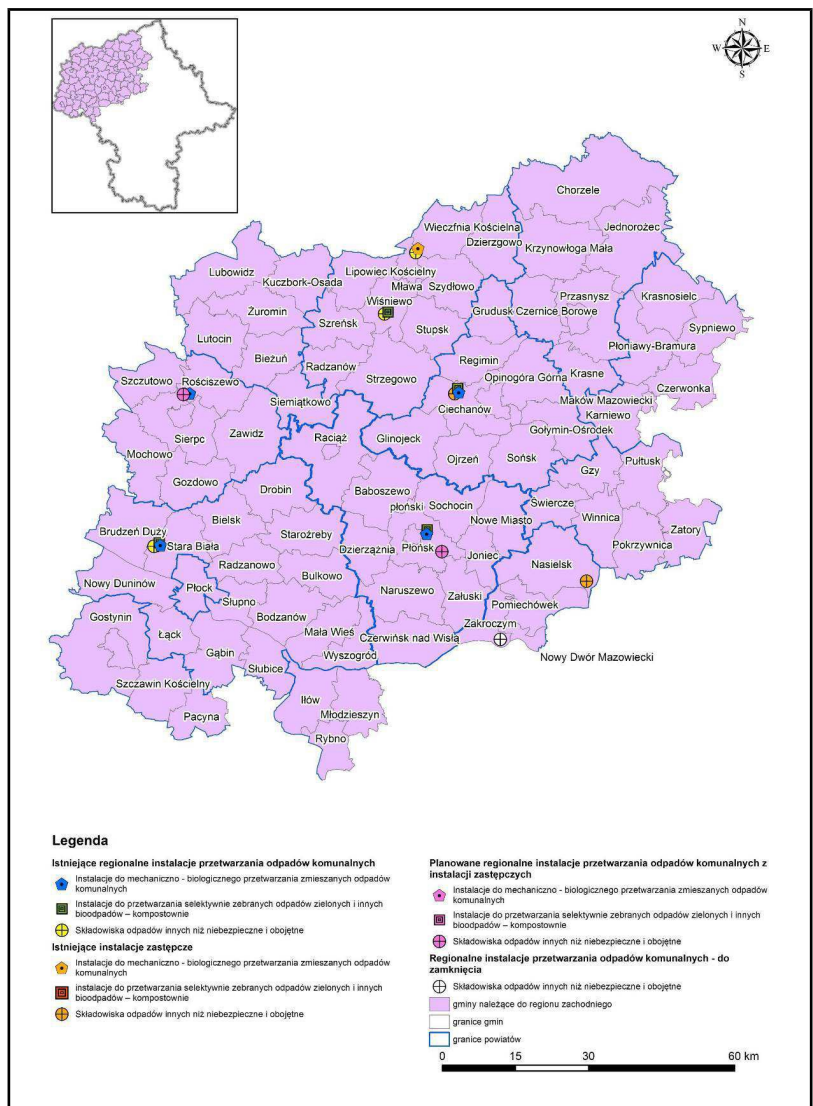 N
W
E
S
Chorzele
Wieczfnia Kościelna
Jednorożec
Dzierzgowo
Krzynowłoga Mała
Lubowidz
Lipowiec Kościelny
Kuczbork-Osada
Mława
Szydłowo
Przasnysz
Krasnosielc
Wiśniewo
Żuromin
Grudusk
Czernice Borowe
Szreńsk
Stupsk
Sypniewo
Lutocin
Płoniawy-Bramura
Bieżuń
Radzanów
Regimin
Szczutowo
Rościszewo
Strzegowo
Opinogóra Górna
Krasne
Czerwonka
Siemiątkowo
Ciechanów
Maków Mazowiecki
Karniewo
Sierpc
Zawidz
Raciąż
Glinojeck
Gołymin-Ośrodek
Mochowo
Ojrzeń
Sońsk
Pułtusk
Gzy
Gozdowo
Drobin
Baboszewo
Sochocin
Świercze
płoński
Bielsk
Nowe Miasto
Winnica
Brudzeń Duży
Stara Biała
Staroźreby
Zatory
Dzierzążnia
Płońsk
Joniec
Pokrzywnica
Radzanowo
Nasielsk
Nowy Duninów
Bulkowo
Płock
Słupno
Naruszewo
Załuski
Gostynin
Bodzanów
Pomiechówek
Łąck
Mała Wieś
Czerwińsk nad Wisłą
Zakroczym
Gąbin
Wyszogród
Nowy Dwór Mazowiecki
Słubice
Szczawin Kościelny
Iłów
Młodzieszyn
Pacyna
Rybno
Legenda
Istniejące regionalne instalacje przetwarzania odpadów komunalnych
Instalacje do mechaniczno - biologicznego przetwarzania zmieszanych odpadów
komunalnych
Instalacje do przetwarzania selektywnie zebranych odpadów zielonych i innych
bioodpadów – kompostownie
Składowiska odpadów innych niż niebezpieczne i obojętne
Istniejące instalacje zastępcze
Instalacje do mechaniczno - biologicznego przetwarzania zmieszanych odpadów
komunalnych
instalacje do przetwarzania selektywnie zebranych odpadów zielonych i innych
bioodpadów – kompostownie
Składowiska odpadów innych niż niebezpieczne i obojętne
Planowane regionalne instalacje przetwarzania odpadów komunalnych z
instalacji zastępczych
Instalacje do mechaniczno - biologicznego przetwarzania zmieszanych odpadów
komunalnych
Instalacje do przetwarzania selektywnie zebranych odpadów zielonych i innych
bioodpadów – kompostownie
Składowiska odpadów innych niż niebezpieczne i obojętne
Regionalne instalacje przetwarzania odpadów komunalnych - do
zamknięcia
Składowiska odpadów innych niż niebezpieczne i obojętne
gminy należące do regionu zachodniego
granice gmin
granice powiatów
0 15 30 60 km